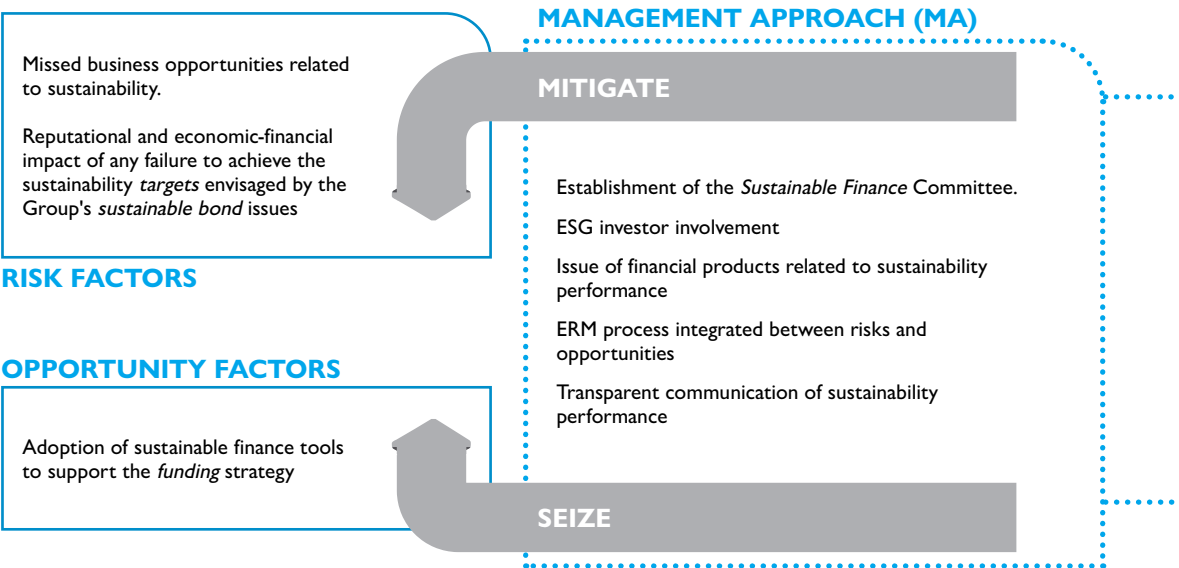 MANAGEMENT APPROACH (MA)
Missed business opportunities related
to sustainability.
Reputational and economic-financial
impact of any failure to achieve the
sustainability targets envisaged by the
Group's sustainable bond issues
RISK FACTORS
OPPORTUNITY FACTORS
Adoption of sustainable finance tools
to support the funding strategy
MITIGATE
Establishment of the Sustainable Finance Committee.
ESG investor involvement
Issue of financial products related to sustainability
performance
ERM process integrated between risks and
opportunities
Transparent communication of sustainability
performance
SEIZE